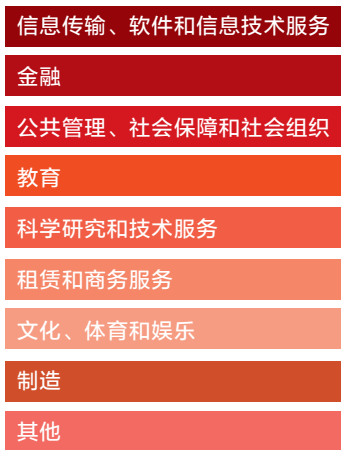 信息传输、软件和信息技术服务
金融
公共管理、社会保障和社会组织
教育
科学研究和技术服务
租赁和商务服务
文化、体育和娱乐
制造
其他